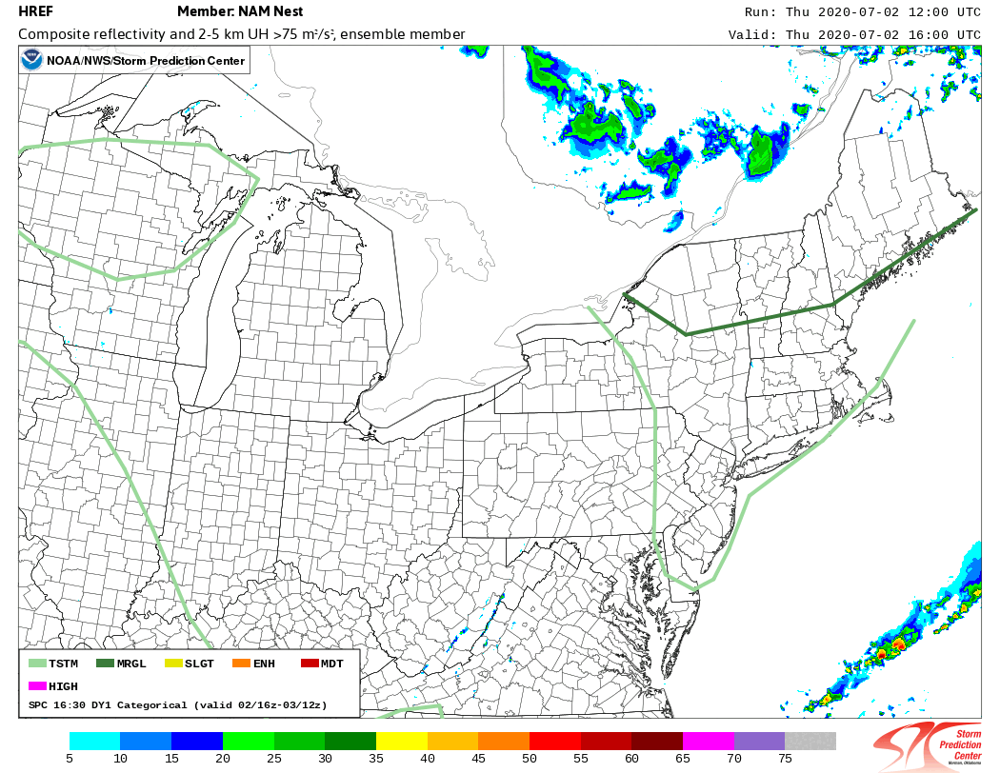 HREF Member: NAM Nest Run: Thu 2020-07-02 12:00 UTC
Composite reflectivity and 2-5 km UH >75 m²/s², ensemble member Valid: Thu 2020-07-02 16:00 UTC
NOAA/NWS/Storm Prediction Center
TSTM MRGL SLGT ENH MDT
HIGH
SPC 16:30 DY1 Categorical (valid 02/16z-03/12z)
5 10 15 20 25 30 35 40 45 50 55 60 65 70 75
Storm
Prediction
Center
Norman, Oklahoma